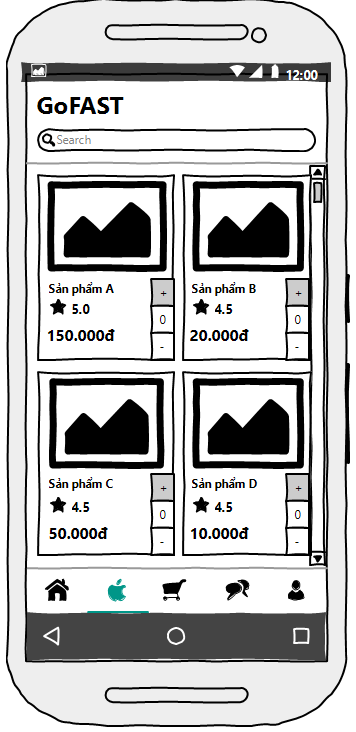 12:00
GoFAST
Search
Sản phẩm A
+
5.0
0
150.000đ
-
Sản phẩm B
+
4.5
0
20.000đ
-
Sản phẩm C
+
4.5
0
50.000đ
-
Sản phẩm D
+
4.5
0
10.000đ
-